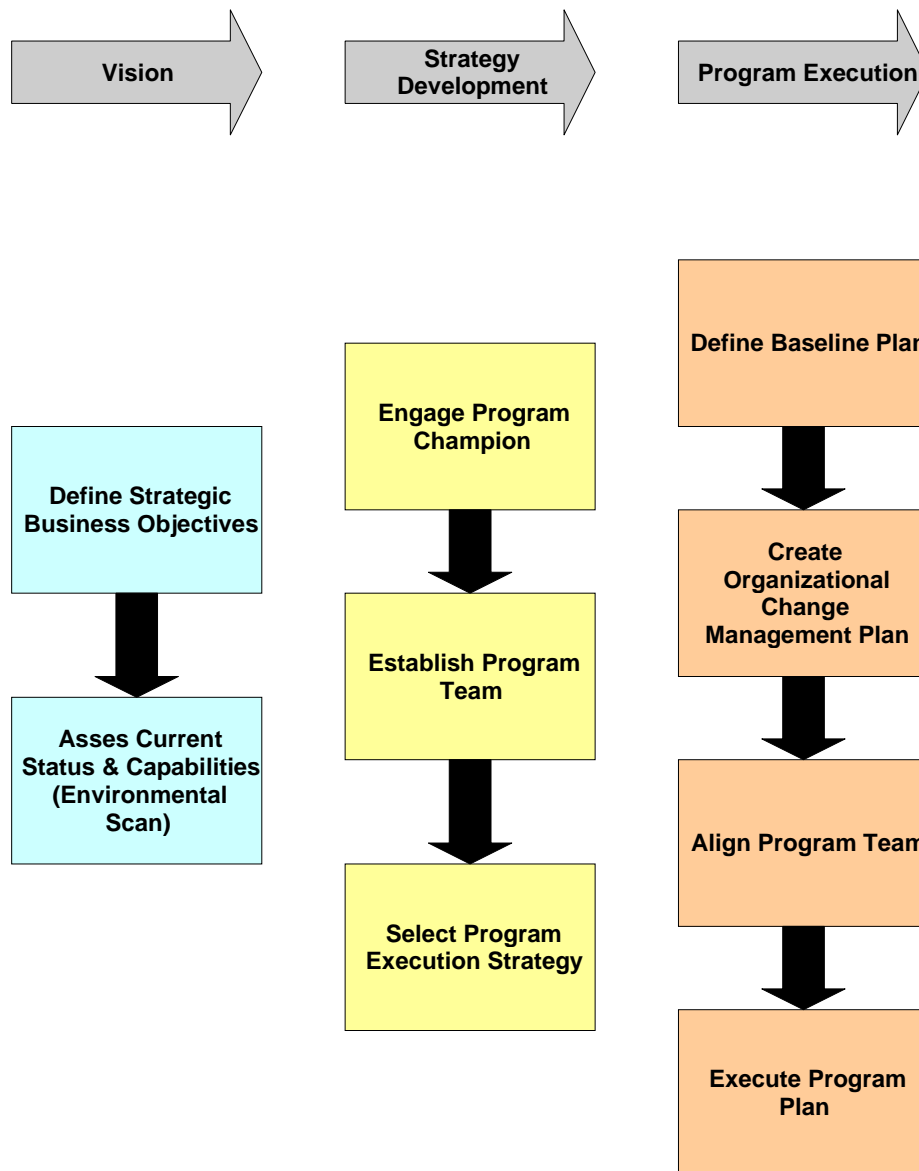 Vision
Strategy
Development
Program Execution
Define Strategic
Business Objectives
Asses Current
Status & Capabilities
(Environmental
Scan)
Engage Program
Champion
Establish Program
Team
Select Program
Execution Strategy
Define Baseline Plan
Create
Organizational
Change
Management Plan
Align Program Team
Execute Program
Plan